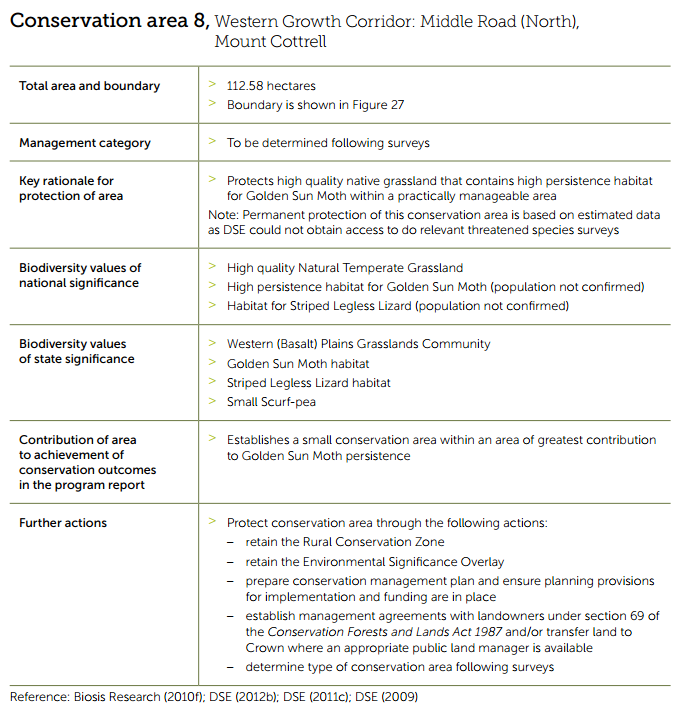 Conservation area 8, Western Growth Corridor: Middle Road (North),
Mount Cottrell
Total area and boundary
> 112.58 hectares
> Boundary is shown in Figure 27
Management category
> To be determined following surveys
Key rationale for
protection of area
> Protects high quality native grassland that contains high persistence habitat
for Golden Sun Moth within a practically manageable area
Note: Permanent protection of this conservation area is based on estimated data
as DSE could not obtain access to do relevant threatened species surveys
Biodiversity values of
national significance
> High quality Natural Temperate Grassland
> High persistence habitat for Golden Sun Moth (population not confirmed)
> Habitat for Striped Legless Lizard (population not confirmed)
Biodiversity values
of state significance
> Western (Basalt) Plains Grasslands Community
> Golden Sun Moth habitat
> Striped Legless Lizard habitat
> Small Scurf-pea
Contribution of area
to achievement of
conservation outcomes
in the program report
> Establishes a small conservation area within an area of greatest contribution
to Golden Sun Moth persistence
Further actions
> Protect conservation area through the following actions:
– retain the Rural Conservation Zone
– retain the Environmental Significance Overlay
– prepare conservation management plan and ensure planning provisions
for implementation and funding are in place
– establish management agreements with landowners under section 69 of
the Conservation Forests and Lands Act 1987 and/or transfer land to
Crown where an appropriate public land manager is available
– determine type of conservation area following surveys
Reference: Biosis Research (2010f); DSE (2012b); DSE (2011c); DSE (2009)